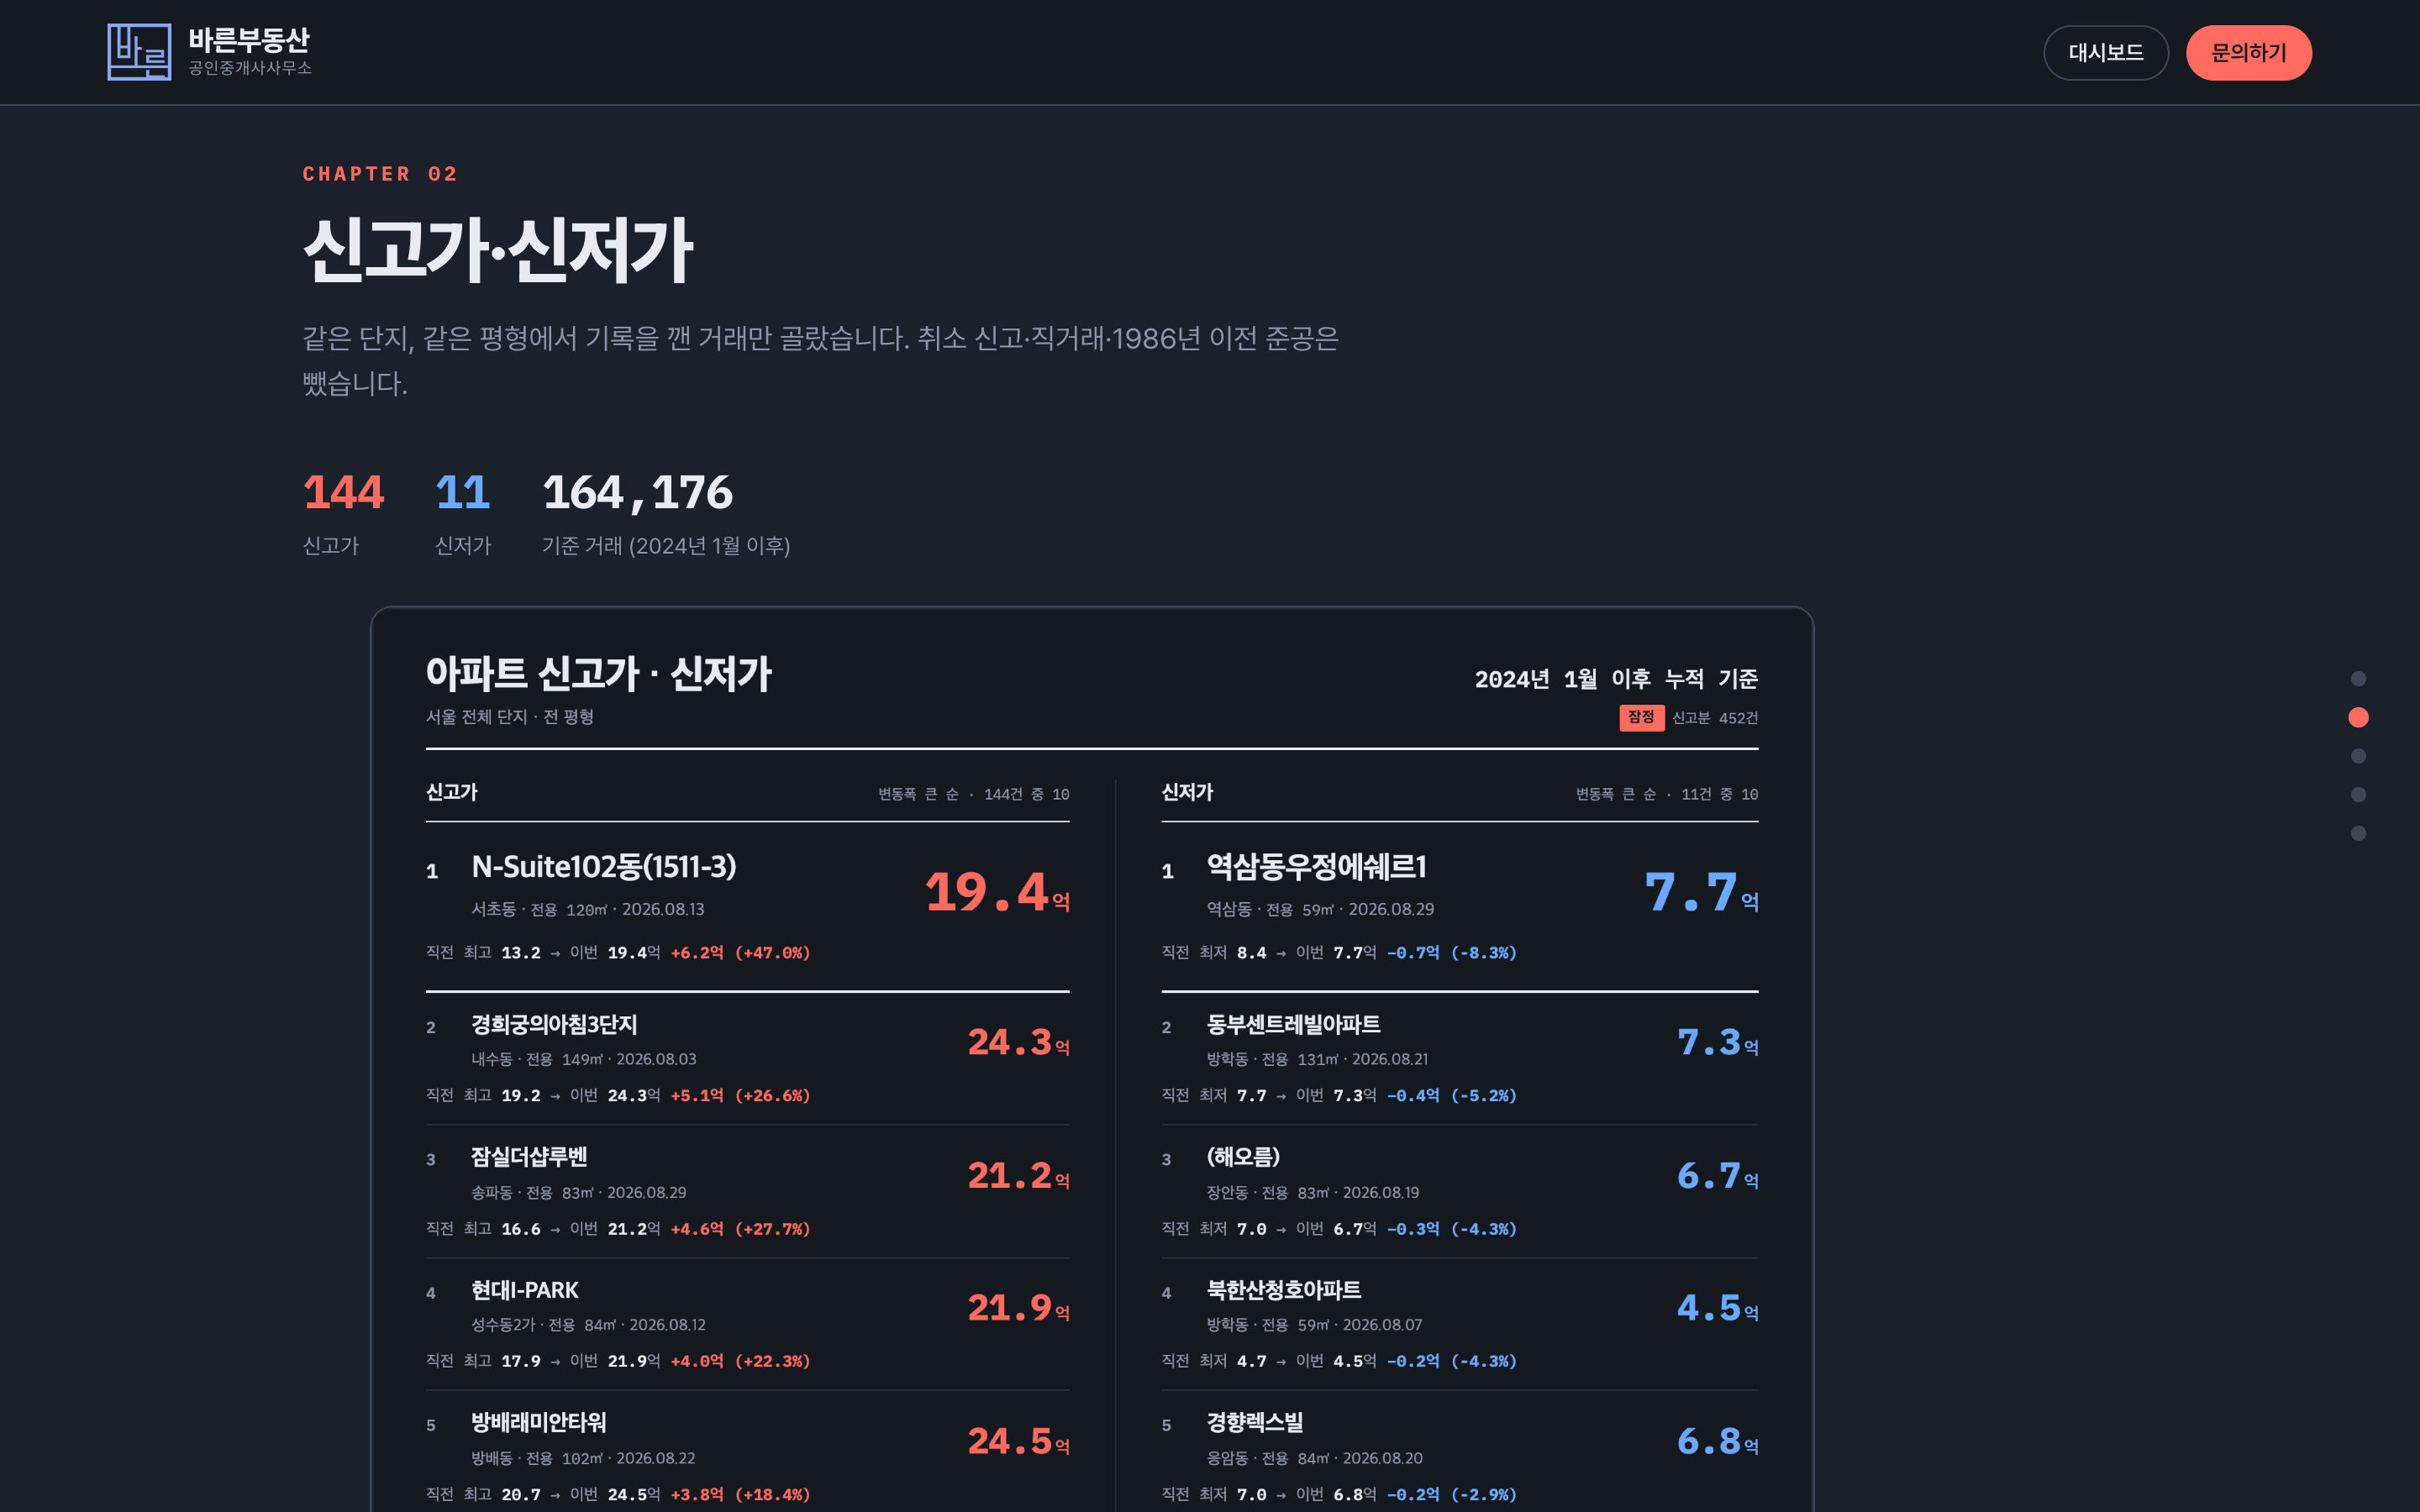 바른
바른부동산
공인중개사사무소
대시보드
문의하기
CHAPTER 02
신고가·신저가
같은 단지, 같은 평형에서 기록을 깬 거래만 골랐습니다. 취소 신고·직거래·1986년 이전 준공은
뺐습니다.
144 11 164,176
신고가 신저가 기준 거래 (2024년 1월 이후)
아파트 신고가 · 신저가
2024년 1월 이후 누적 기준
서울 전체 단지 · 전 평형
잠정 신고분 452건
신고가 변동폭 큰 순 · 144건 중 10
1 N-Suite102동(1511-3) 19.4억
서초동 · 전용 120㎡ · 2026.08.13
직전 최고 13.2 → 이번 19.4억 +6.2억 (+47.0%)
2 경희궁의아침3단지 24.3억
내수동 · 전용 149㎡ · 2026.08.03
직전 최고 19.2 → 이번 24.3억 +5.1억 (+26.6%)
3 잠실더샵루벤 21.2억
송파동 · 전용 83㎡ · 2026.08.29
직전 최고 16.6 → 이번 21.2억 +4.6억 (+27.7%)
4 현대I-PARK 21.9억
성수동2가 · 전용 84㎡ · 2026.08.12
직전 최고 17.9 → 이번 21.9억 +4.0억 (+22.3%)
5 방배래미안타워 24.5억
방배동 · 전용 102㎡ · 2026.08.22
직전 최고 20.7 → 이번 24.5억 +3.8억 (+18.4%)
신저가 변동폭 큰 순 · 11건 중 10
1 역삼동우정에쉐르1 7.7억
역삼동 · 전용 59㎡ · 2026.08.29
직전 최저 8.4 → 이번 7.7억 −0.7억 (-8.3%)
2 동부센트레빌아파트 7.3억
방학동 · 전용 131㎡ · 2026.08.21
직전 최저 7.7 → 이번 7.3억 −0.4억 (-5.2%)
3 (해오름) 6.7억
장안동 · 전용 83㎡ · 2026.08.19
직전 최저 7.0 → 이번 6.7억 −0.3억 (-4.3%)
4 북한산청호아파트 4.5억
방학동 · 전용 59㎡ · 2026.08.07
직전 최저 4.7 → 이번 4.5억 −0.2억 (-4.3%)
5 경향렉스빌 6.8억
응암동 · 전용 84㎡ · 2026.08.20
직전 최저 7.0 → 이번 6.8억 −0.2억 (-2.9%)